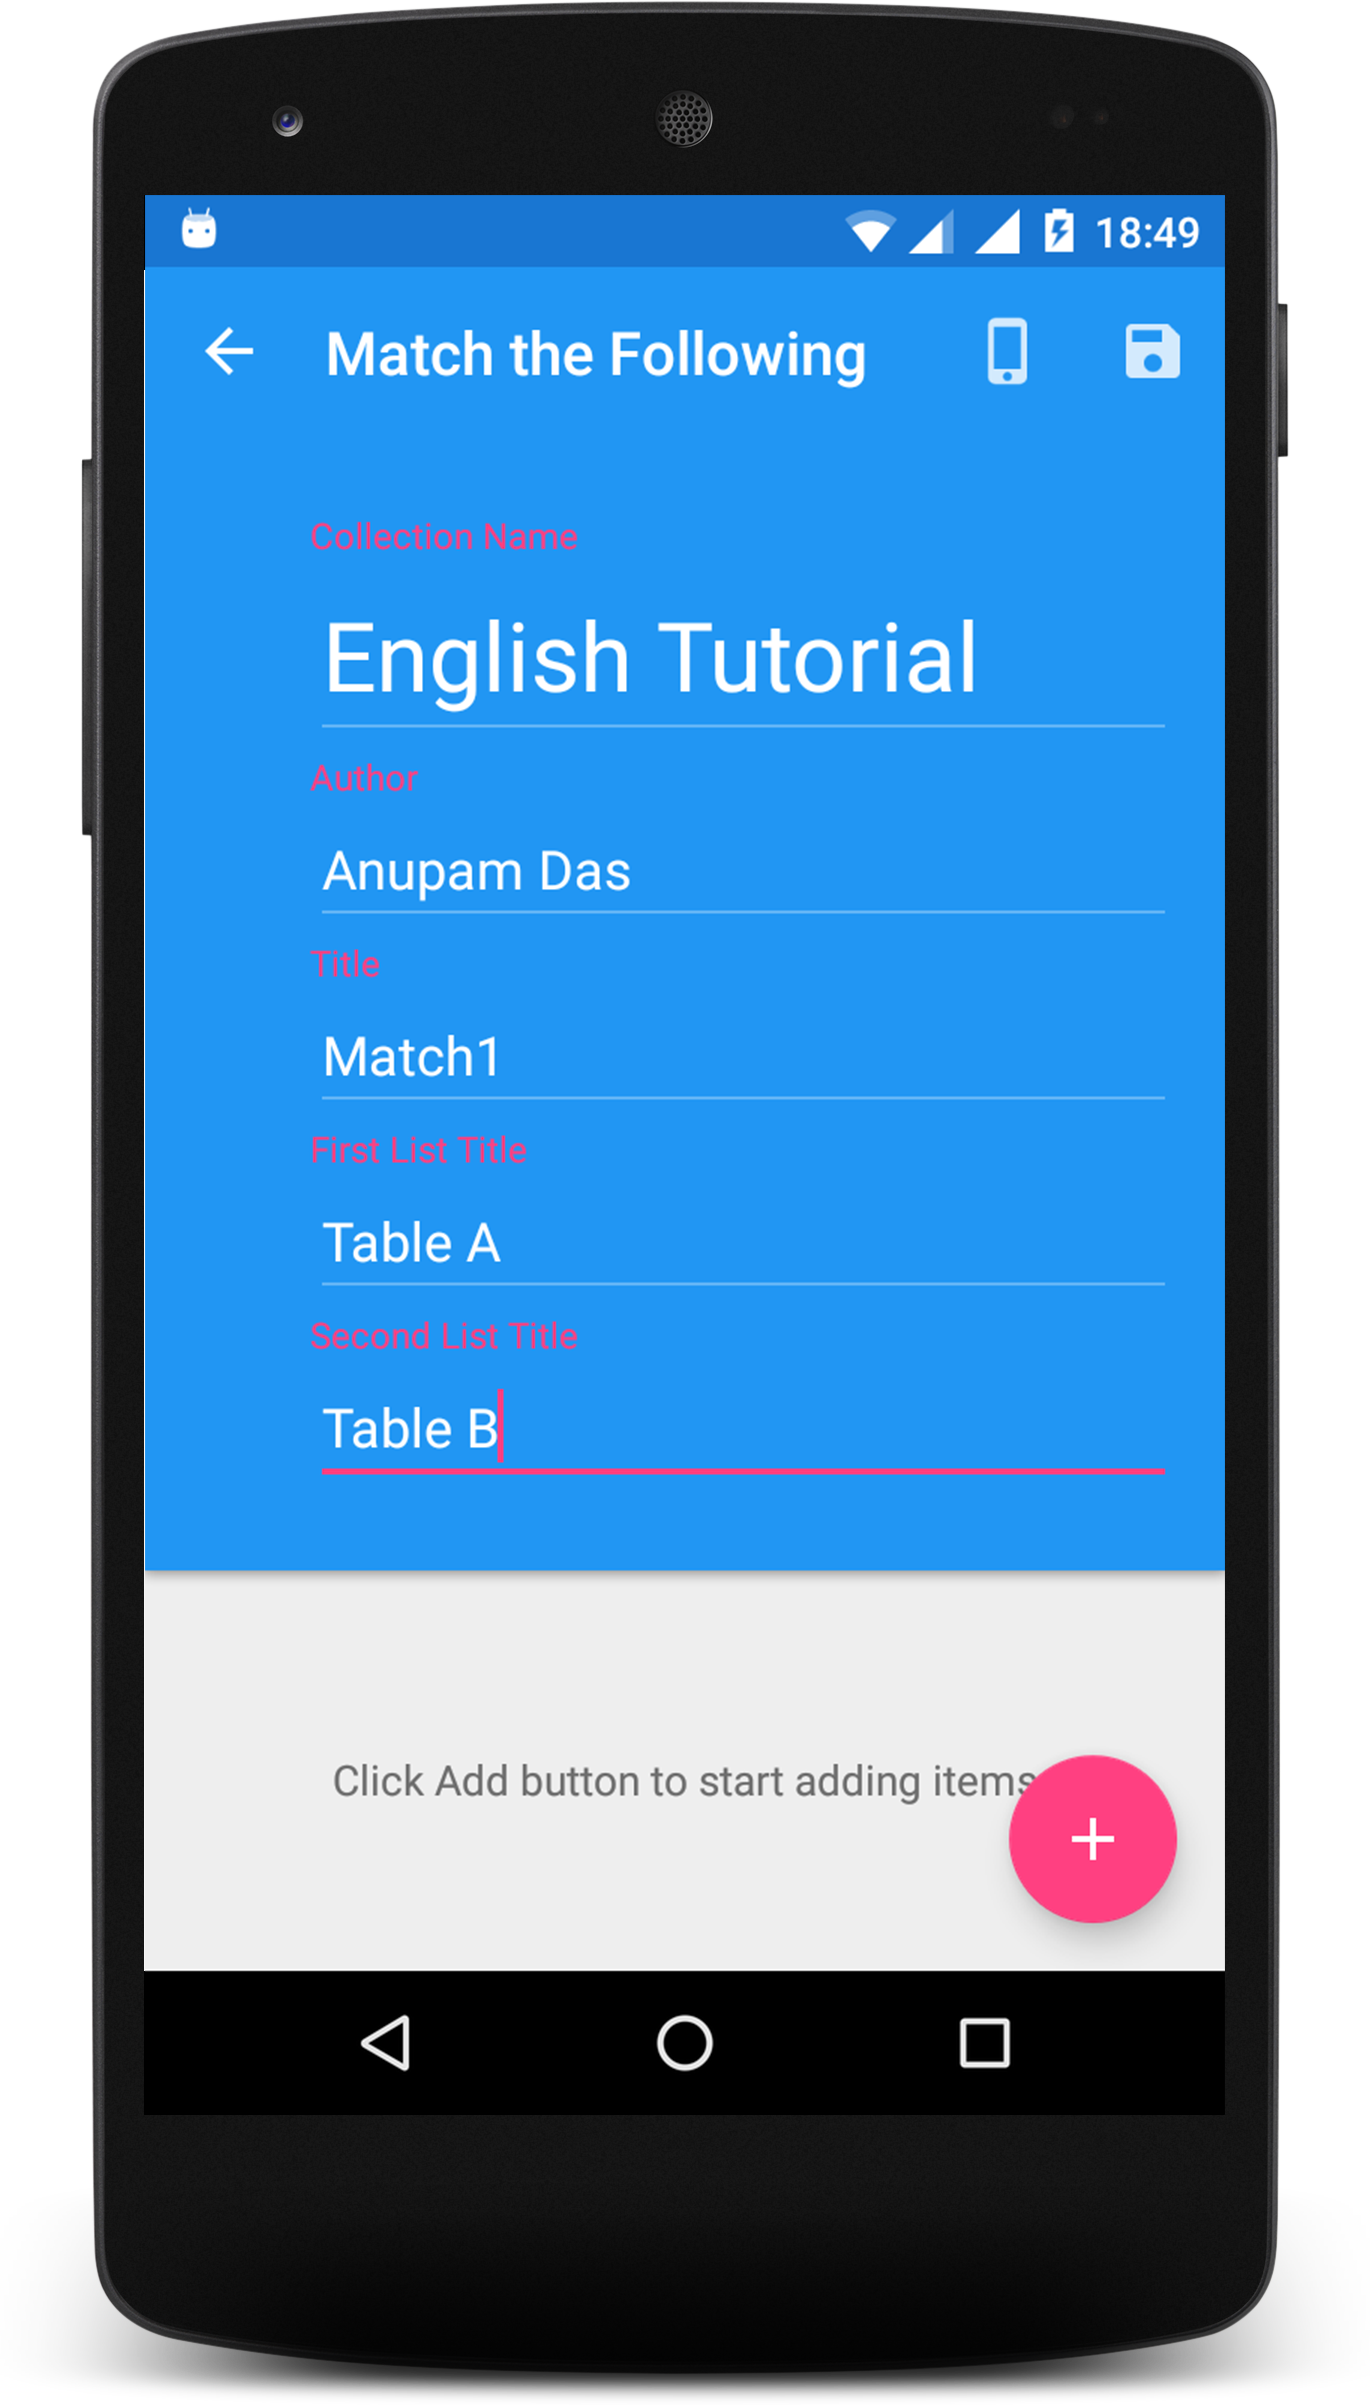 18:49
Match the Following
Collection Name
English Tutorial
Author
Anupam Das
Title
Match1
First List Title
Table A
Second List Title
Table B
Click Add button to start adding items